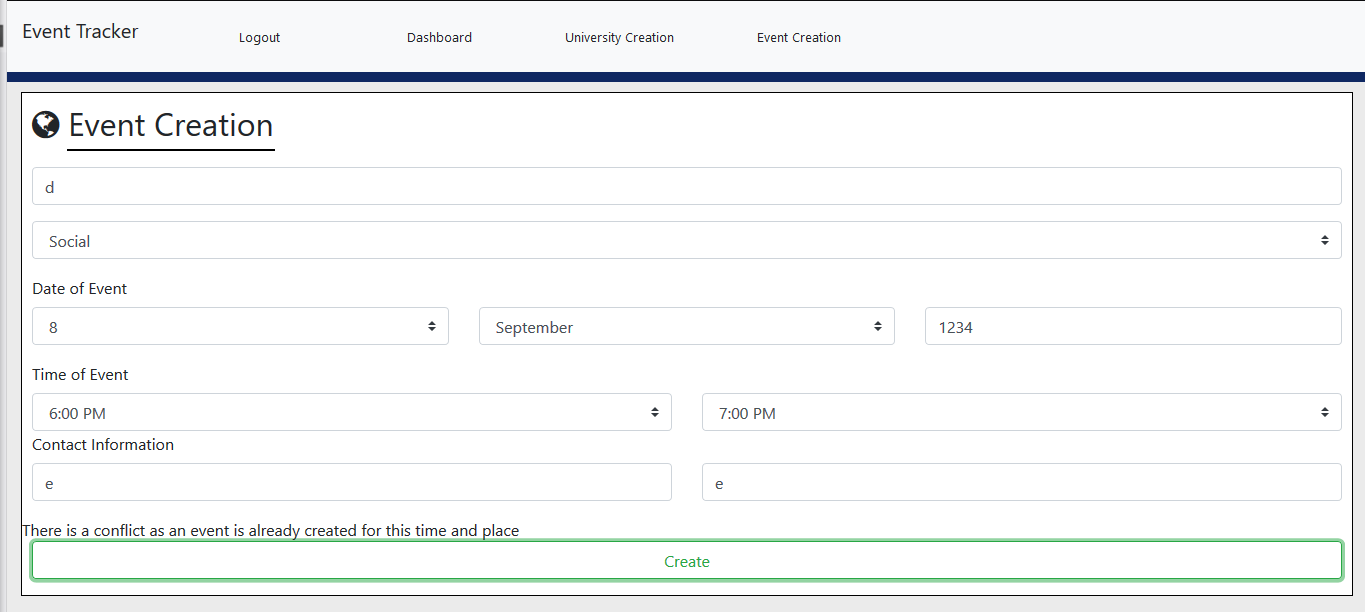 Event Tracker Logout Dashboard University Creation Event Creation
Event Creation
d
Social
Date of Event
8 September 1234
Time of Event
6:00 PM 7:00 PM
Contact Information
e e
There is a conflict as an event is already created for this time and place
Create